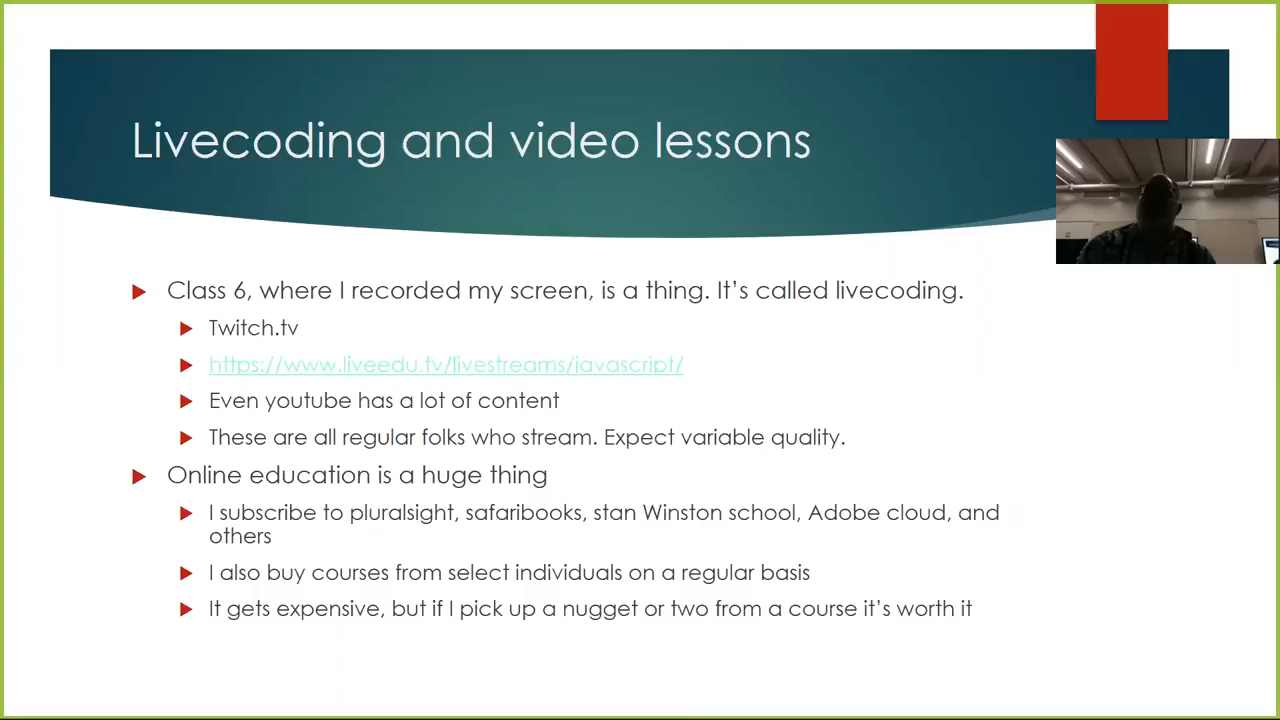 Livecoding and video lessons
Class 6, where I recorded my screen, is a thing. It's called livecoding.
Twitch.tv
https://www.liveedu.tv/livestreams/javascript/
Even youtube has a lot of content
These are all regular folks who stream. Expect variable quality.
Online education is a huge thing
I subscribe to pluralsight, safaribooks, stan Winston school, Adobe cloud, and
others
I also buy courses from select individuals on a regular basis
It gets expensive, but if I pick up a nugget or two from a course it's worth it